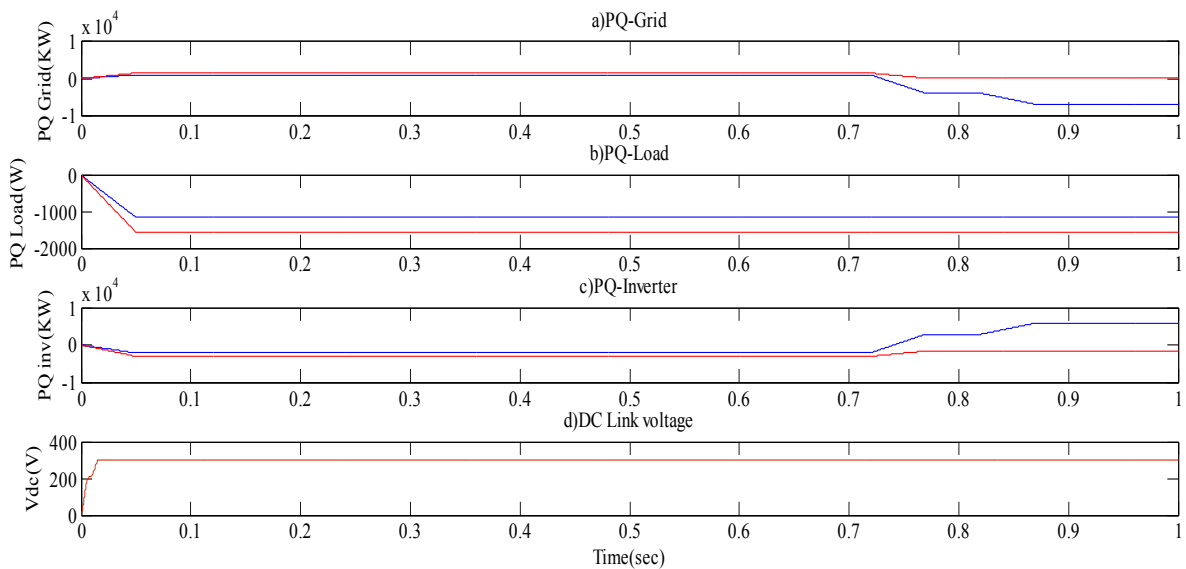 a)PQ-Grid
x 10^4
PQ Grid(KW)
1
0
-1
0 0.1 0.2 0.3 0.4 0.5 0.6 0.7 0.8 0.9 1
b)PQ-Load
PQ Load(W)
0
-1000
-2000
0 0.1 0.2 0.3 0.4 0.5 0.6 0.7 0.8 0.9 1
c)PQ-Inverter
x 10^4
PQ inv(KW)
1
0
-1
0 0.1 0.2 0.3 0.4 0.5 0.6 0.7 0.8 0.9 1
d)DC Link voltage
Vdc(V)
400
200
0
0 0.1 0.2 0.3 0.4 0.5 0.6 0.7 0.8 0.9 1
Time(sec)